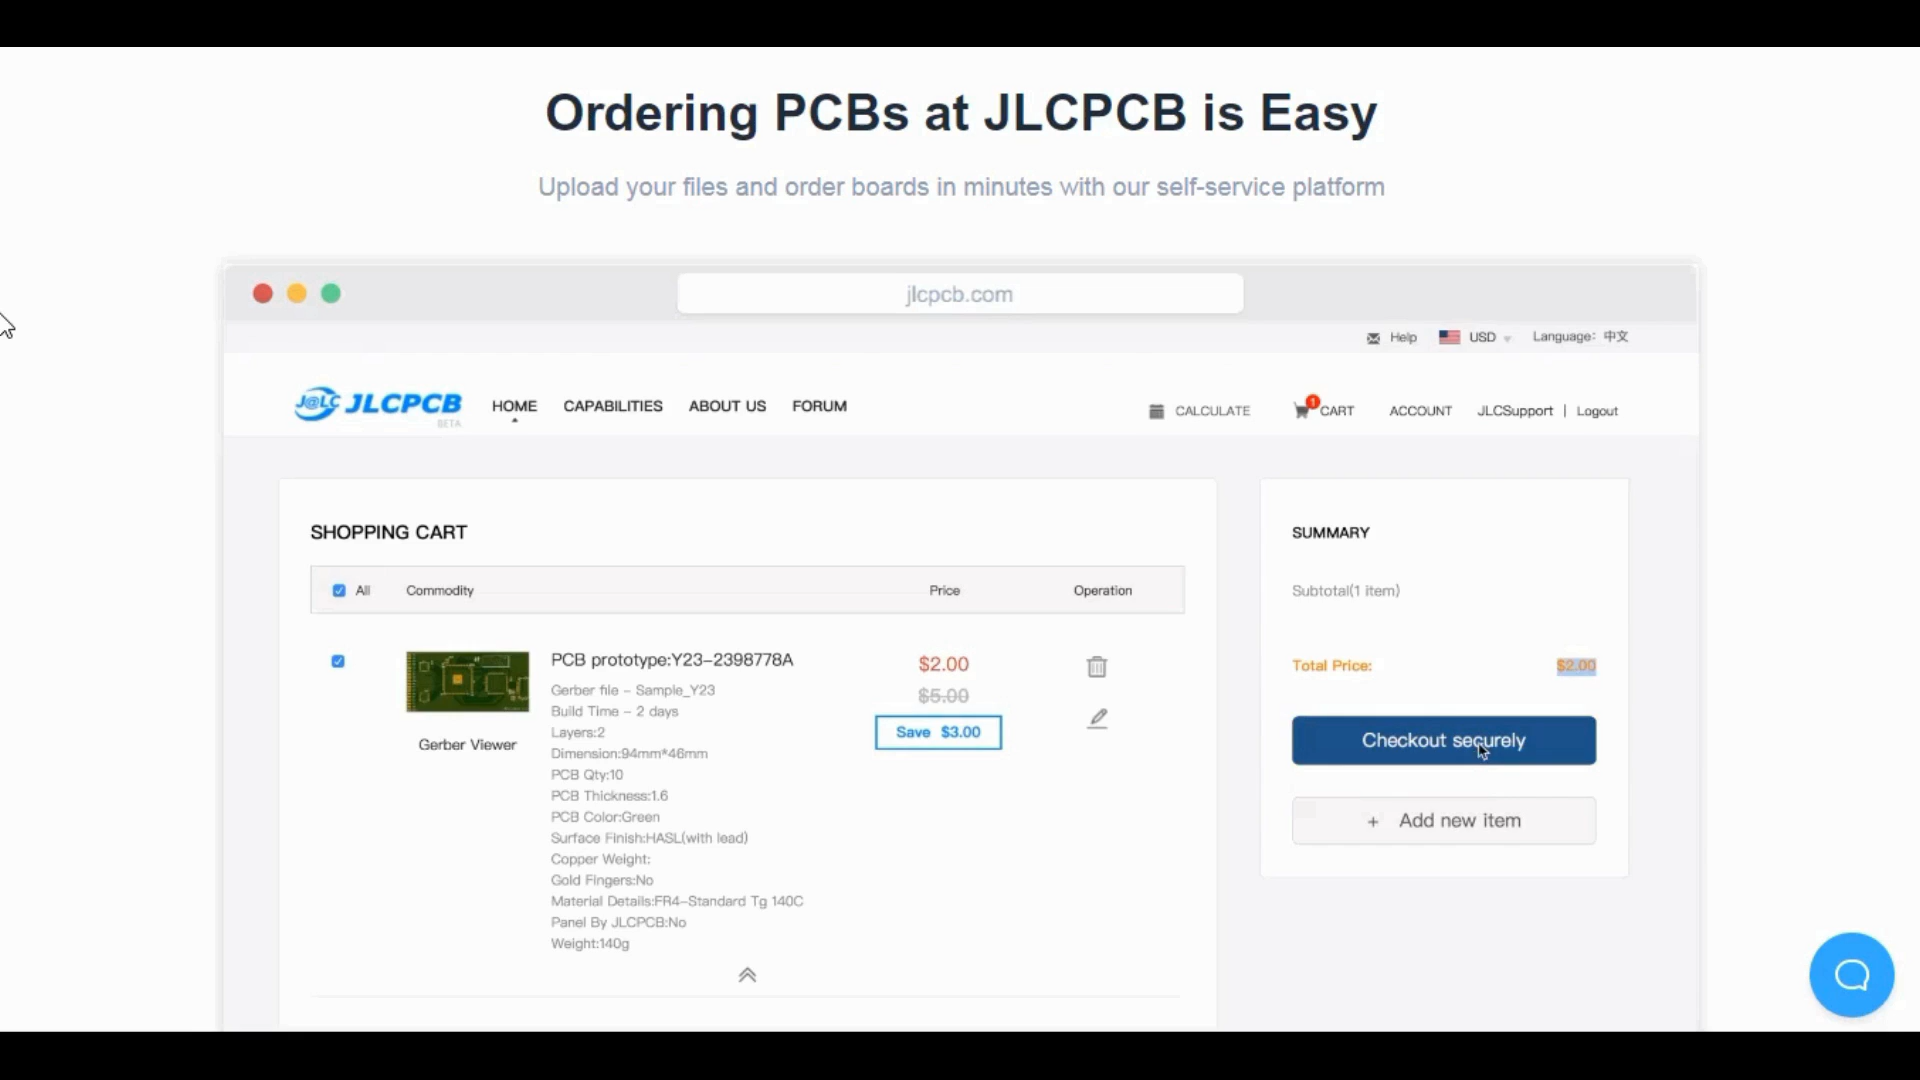 Ordering PCBs at JLCPCB is Easy
Upload your files and order boards in minutes with our self-service platform
jlcpcb.com
Help USD Language: 中文
J@LC JLCPCB HOME CAPABILITIES ABOUT US FORUM CALCULATE 1 CART ACCOUNT JLCSupport | Logout
BETA
SHOPPING CART
All Commodity Price Operation
PCB prototype:Y23-2398778A
Gerber file - Sample_Y23
Build Time - 2 days
Layers:2
Dimension:94mm*46mm
PCB Qty:10
PCB Thickness:1.6
PCB Color:Green
Surface Finish:HASL(with lead)
Copper Weight:
Gold Fingers:No
Material Details:FR4-Standard Tg 140C
Panel By JLCPCB:No
Weight:140g
Gerber Viewer
$2.00
$5.00
Save $3.00
SUMMARY
Subtotal(1 item)
Total Price: $2.00
Checkout securely
+ Add new item